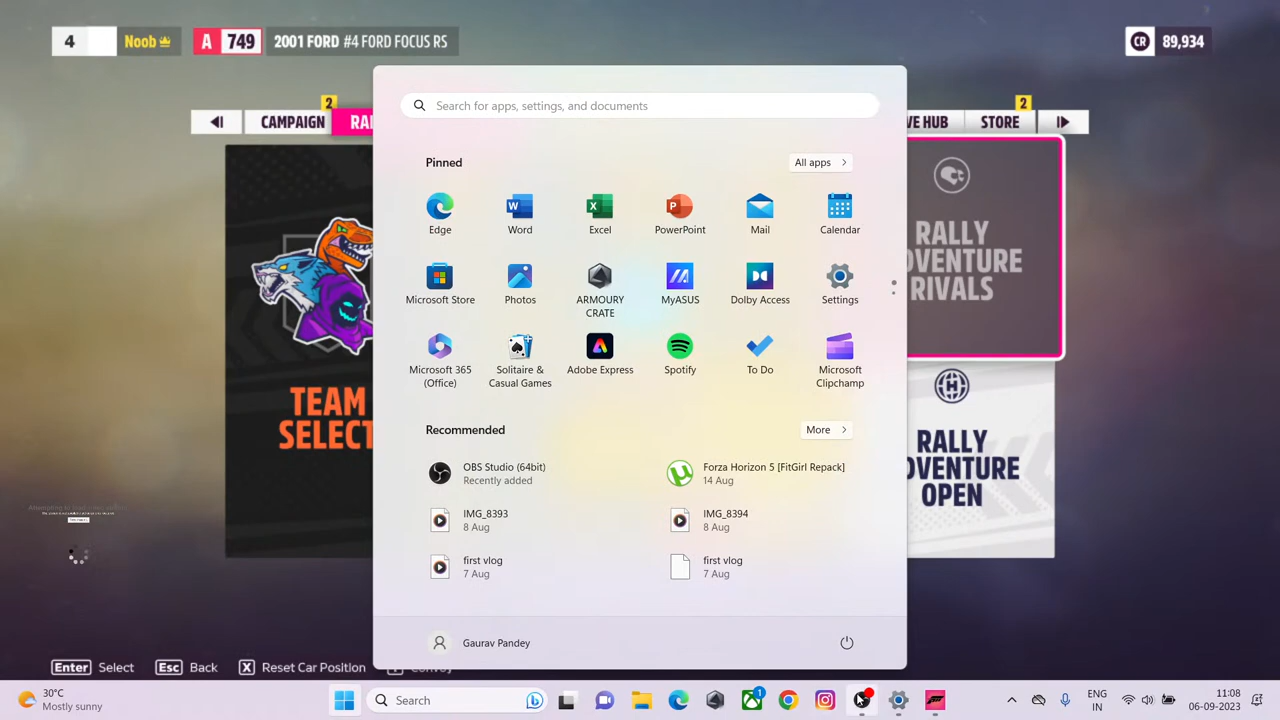 4
Noob
A 749
2001 FORD #4 FORD FOCUS RS
CR 89,934
2
CAMPAIGN
2
STORE
Search for apps, settings, and documents
Pinned
All apps
Edge
Word
Excel
PowerPoint
Mail
Calendar
Microsoft Store
Photos
ARMOURY
CRATE
MyASUS
Dolby Access
Settings
Microsoft 365
(Office)
Solitaire &
Casual Games
Adobe Express
Spotify
To Do
Microsoft
Clipchamp
Recommended
More
OBS Studio (64bit)
Recently added
Forza Horizon 5 [FitGirl Repack]
14 Aug
IMG_8393
8 Aug
IMG_8394
8 Aug
first vlog
7 Aug
first vlog
7 Aug
Gaurav Pandey
TEAM
SELECT
RALLY
ADVENTURE
RIVALS
RALLY
ADVENTURE
OPEN
Enter Select
Esc Back
X Reset Car Position
30°C
Mostly sunny
Search
1
ENG
IN
11:08
06-09-2023